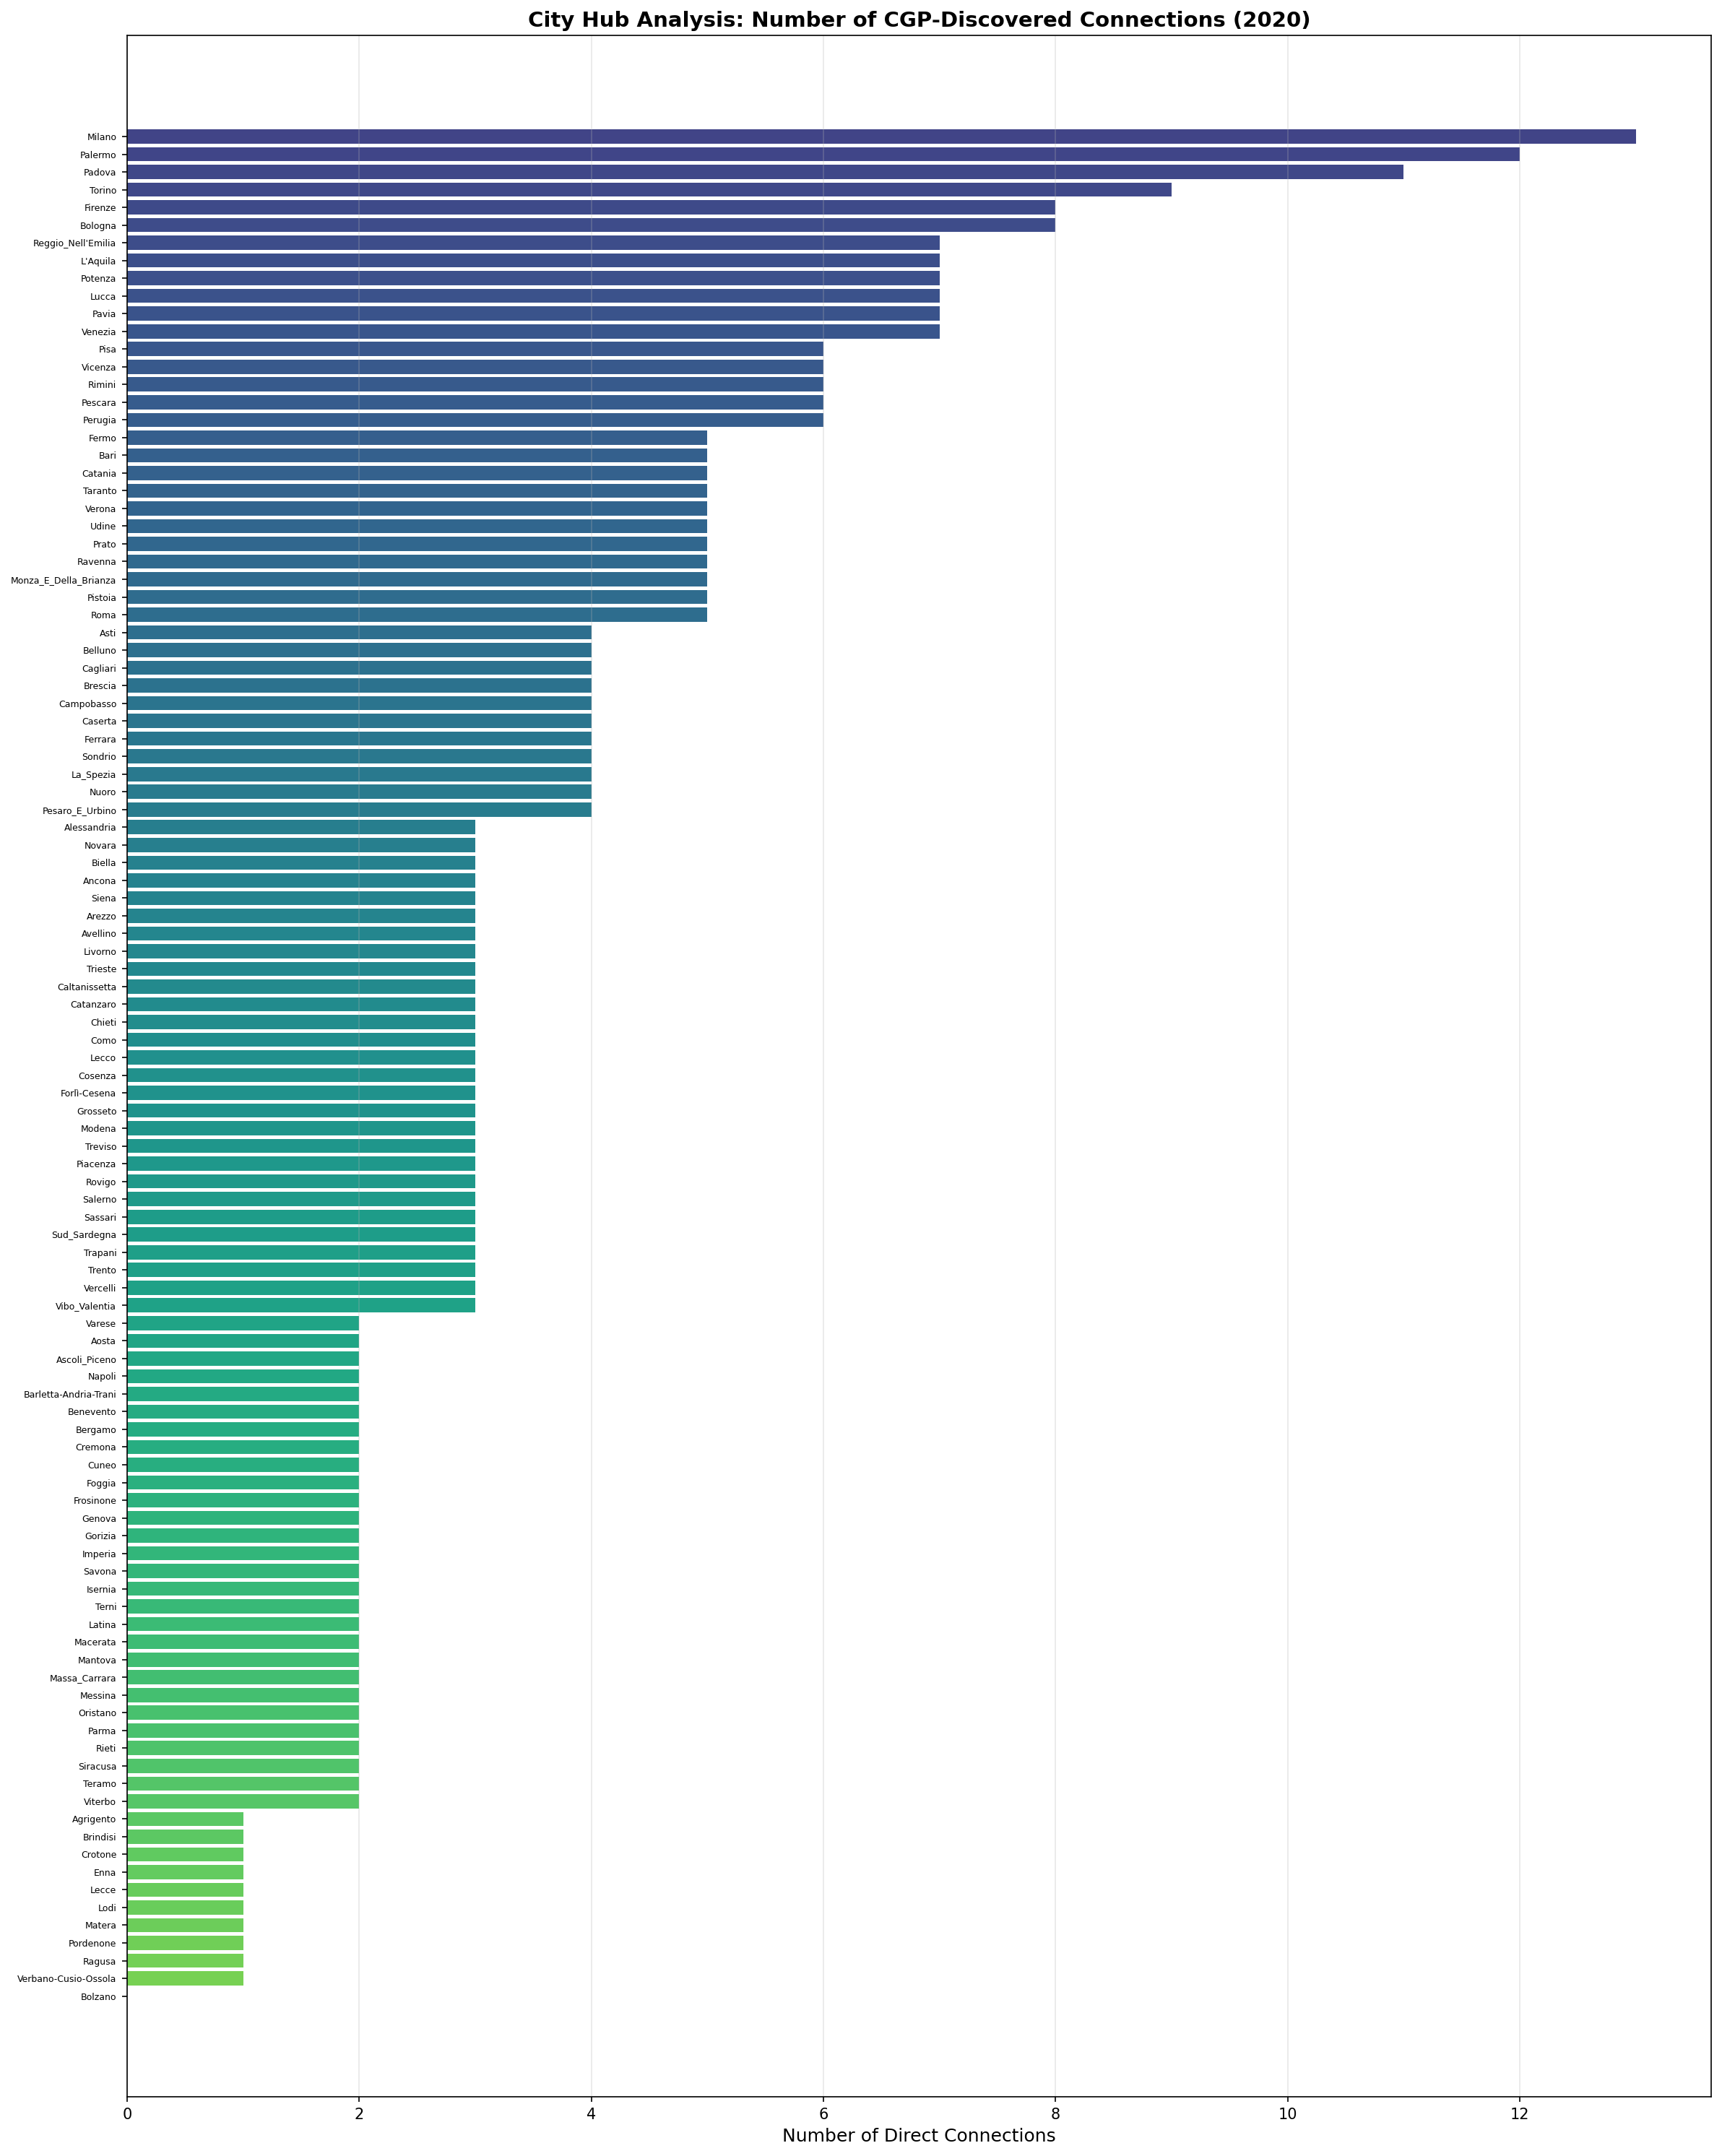 City Hub Analysis: Number of CGP-Discovered Connections (2020)
Milano
Palermo
Padova
Torino
Firenze
Bologna
Reggio_Nell'Emilia
L'Aquila
Potenza
Lucca
Pavia
Venezia
Pisa
Vicenza
Rimini
Pescara
Perugia
Fermo
Bari
Catania
Taranto
Verona
Udine
Prato
Ravenna
Monza_E_Della_Brianza
Pistoia
Roma
Asti
Belluno
Cagliari
Brescia
Campobasso
Caserta
Ferrara
Sondrio
La_Spezia
Nuoro
Pesaro_E_Urbino
Alessandria
Novara
Biella
Ancona
Siena
Arezzo
Avellino
Livorno
Trieste
Caltanissetta
Catanzaro
Chieti
Como
Lecco
Cosenza
Forlì-Cesena
Grosseto
Modena
Treviso
Piacenza
Rovigo
Salerno
Sassari
Sud_Sardegna
Trapani
Trento
Vercelli
Vibo_Valentia
Varese
Aosta
Ascoli_Piceno
Napoli
Barletta-Andria-Trani
Benevento
Bergamo
Cremona
Cuneo
Foggia
Frosinone
Genova
Gorizia
Imperia
Savona
Isernia
Terni
Latina
Macerata
Mantova
Massa_Carrara
Messina
Oristano
Parma
Rieti
Siracusa
Teramo
Viterbo
Agrigento
Brindisi
Crotone
Enna
Lecce
Lodi
Matera
Pordenone
Ragusa
Verbano-Cusio-Ossola
Bolzano
0 2 4 6 8 10 12
Number of Direct Connections